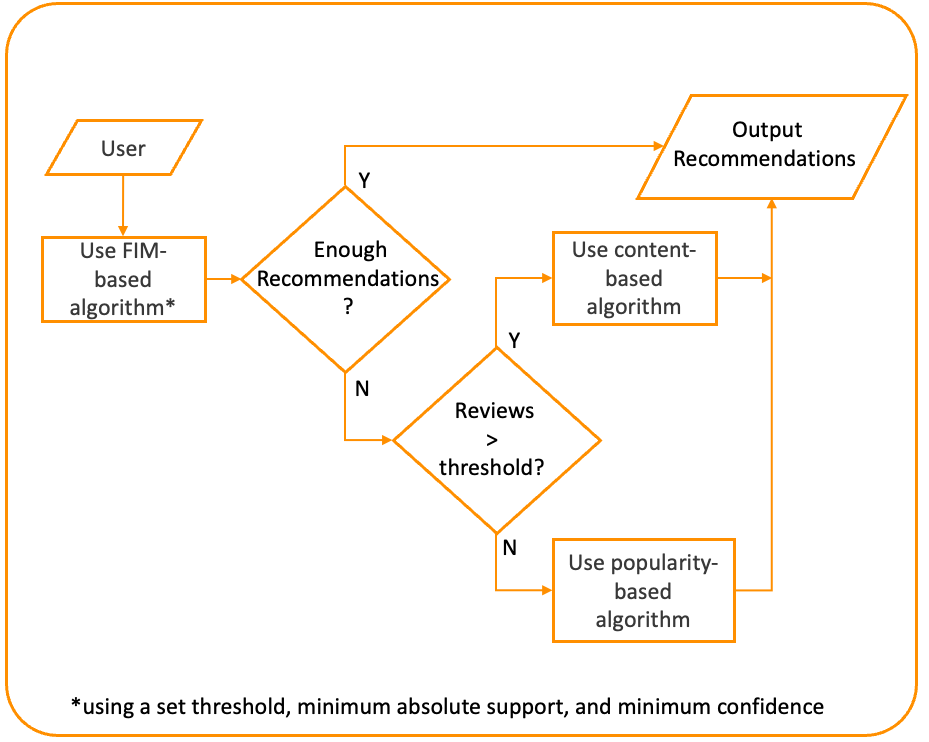 User
Use FIM-
based
algorithm*
Enough
Recommendations
?
Y
N
Output
Recommendations
Reviews
>
threshold?
Y
N
Use content-
based
algorithm
Use popularity-
based
algorithm
*using a set threshold, minimum absolute support, and minimum confidence